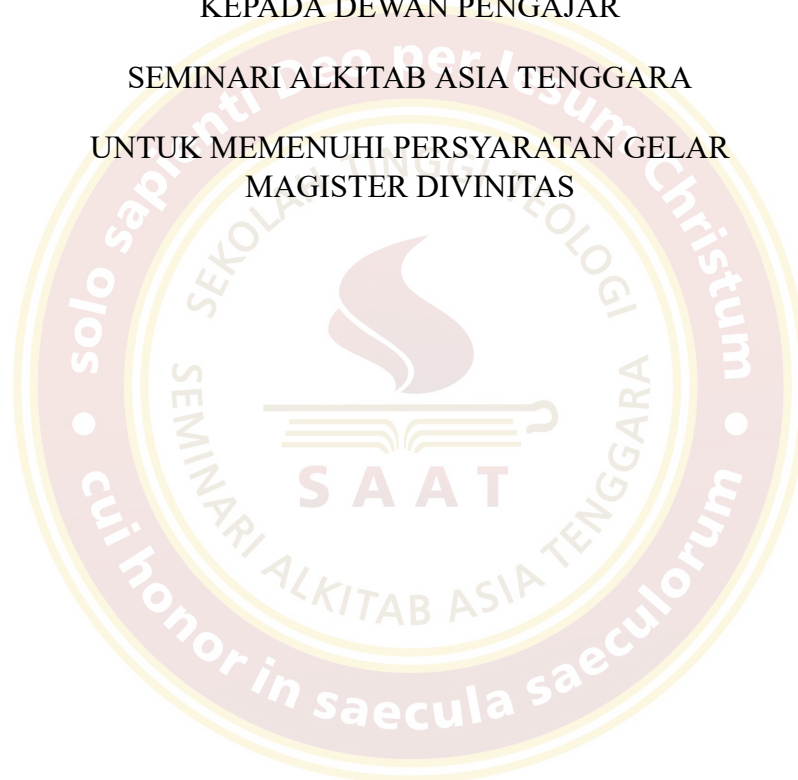 KEPADA DEWAN PENGAJAR
SEMINARI ALKITAB ASIA TENGGARA
UNTUK MEMENUHI PERSYARATAN GELAR
MAGISTER DIVINITAS
solo sapienti Deo per Iesum Christum
SEKOLAH TINGGI TEOLOGI
SEMINARI ALKITAB ASIA TENGGARA
SAAT
cui honor in saecula saeculorum